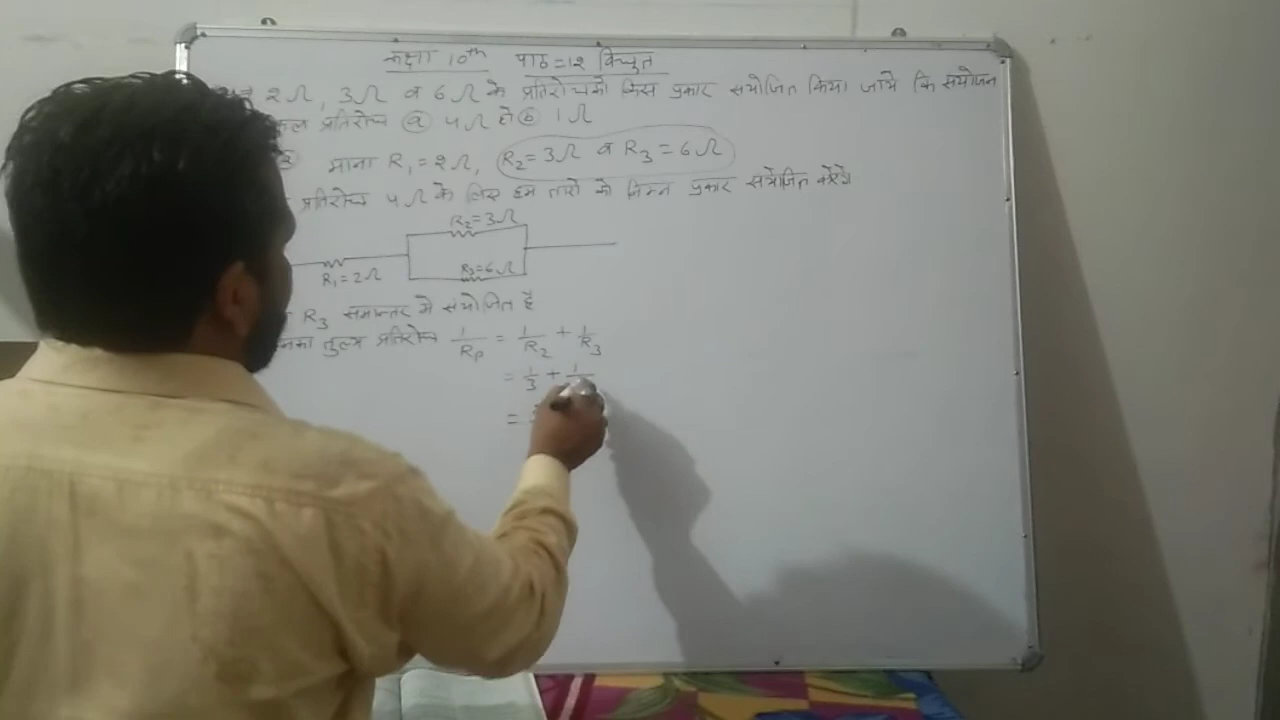 कक्षा 10th पाठ=12 विद्युत
2Ω, 3Ω व 6Ω के प्रतिरोधको किस प्रकार संयोजित किया जाये कि संयोजन
प्रतिरोध ⓐ 4Ω हो ⓑ 1Ω
माना R₁=2Ω, R₂=3Ω व R₃=6Ω
प्रतिरोध 4Ω के लिए हम तारो को निम्न प्रकार संयोजित करेंगे।
R₂=3Ω
R₁=2Ω
R₃=6Ω
R₃ समान्तर मे संयोजित है
तुल्य प्रतिरोध 1/Rₚ = 1/R₂ + 1/R₃
= 1/3 + 1/
=